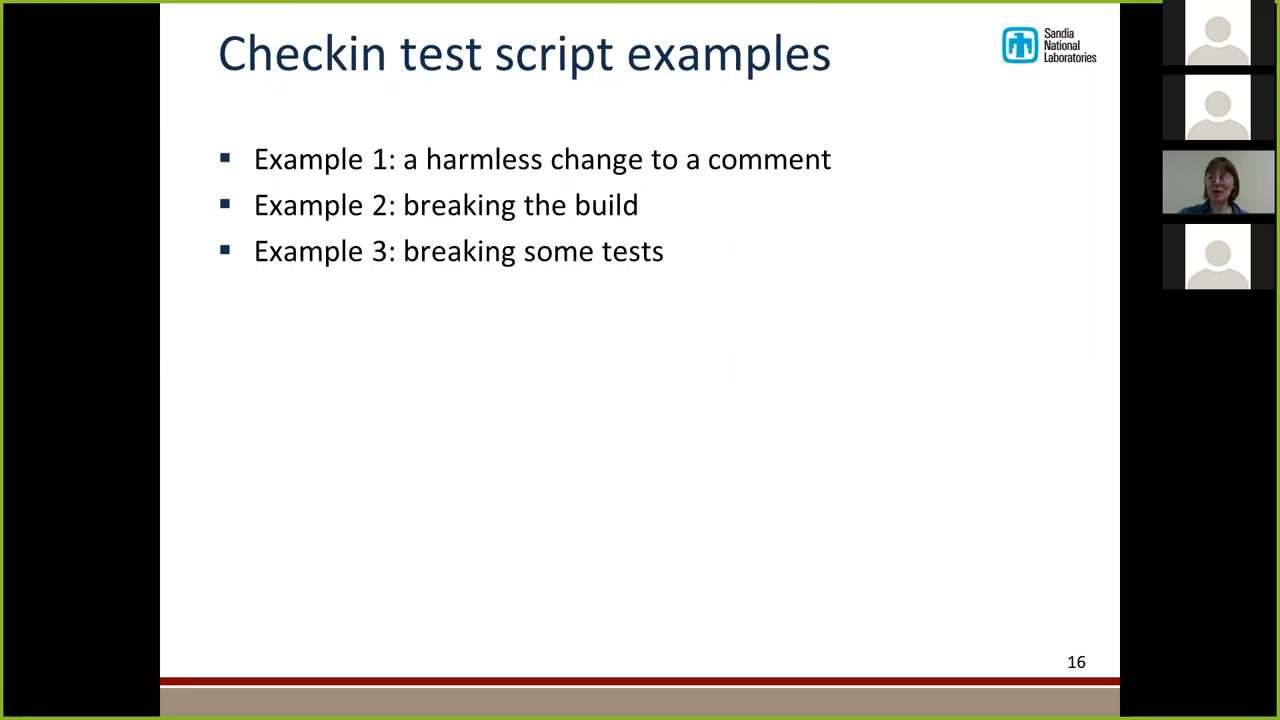 Checkin test script examples
Sandia
National
Laboratories
▪ Example 1: a harmless change to a comment
▪ Example 2: breaking the build
▪ Example 3: breaking some tests
16